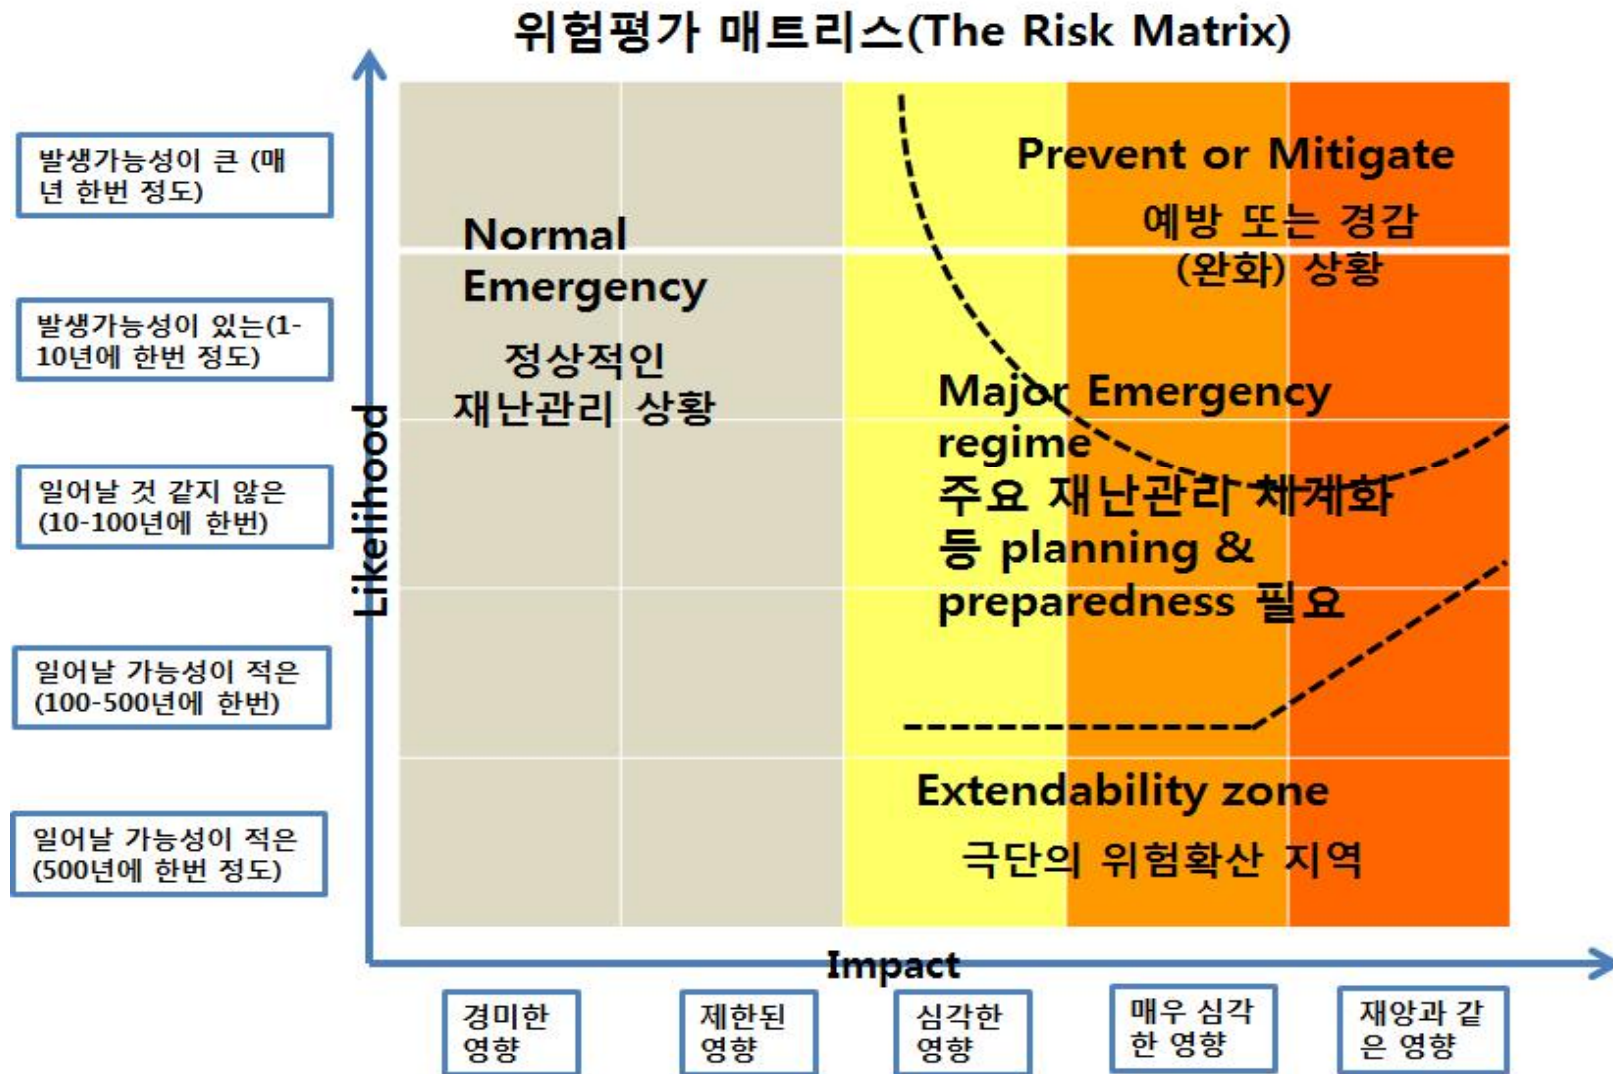 위험평가 매트리스(The Risk Matrix)
발생가능성이 큰 (매
년 한번 정도)
발생가능성이 있는(1-
10년에 한번 정도)
일어날 것 같지 않은
(10-100년에 한번)
일어날 가능성이 적은
(100-500년에 한번)
일어날 가능성이 적은
(500년에 한번 정도)
Likelihood
Normal
Emergency
정상적인
재난관리 상황
Prevent or Mitigate
예방 또는 경감
(완화) 상황
Major Emergency
regime
주요 재난관리 체계화
등 planning &
preparedness 필요
Extendability zone
극단의 위험확산 지역
Impact
경미한
영향
제한된
영향
심각한
영향
매우 심각
한 영향
재앙과 같
은 영향